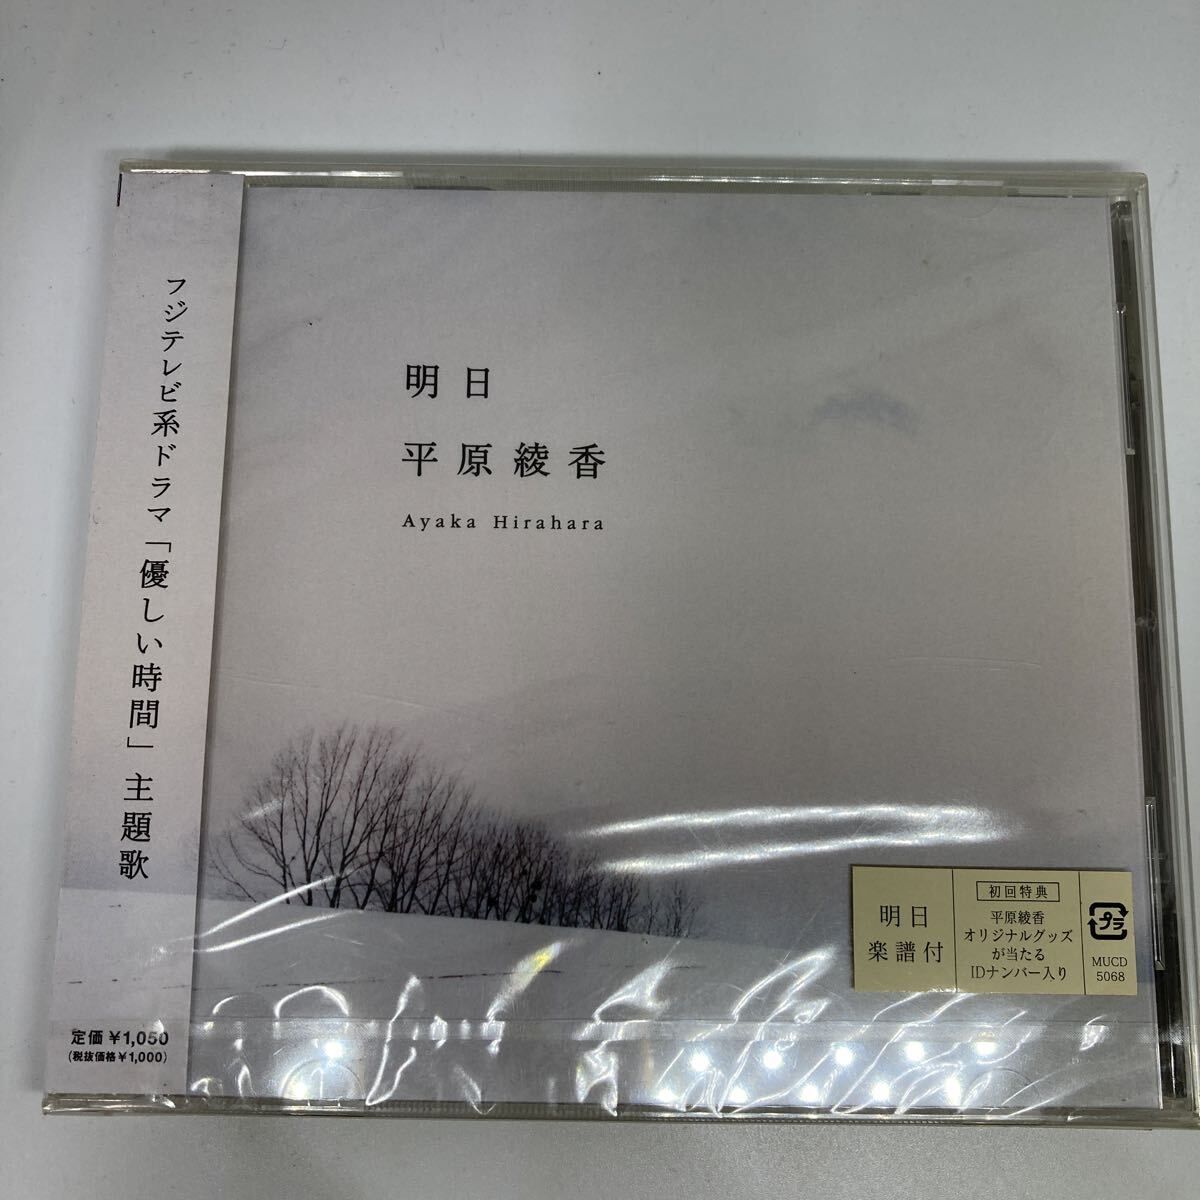 フジテレビ系ドラマ「優しい時間」主題歌
定価 ¥1,050
(税抜価格¥1,000)
明日
平原綾香
Ayaka Hirahara
明日
楽譜付
初回特典
平原綾香
オリジナルグッズ
が当たる
IDナンバー入り
プラ
MUCD
5068